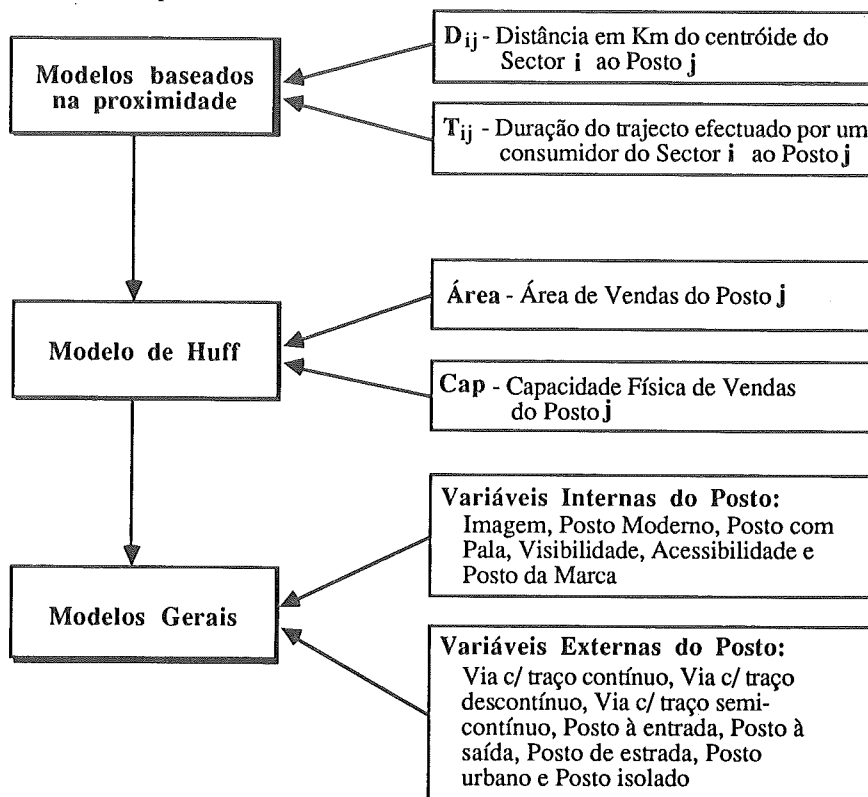 Modelos baseados
na proximidade
D ij - Distância em Km do centróide do
Sector i ao Posto j
T ij - Duração do trajecto efectuado por um
consumidor do Sector i ao Posto j
Modelo de Huff
Área - Área de Vendas do Posto j
Cap - Capacidade Física de Vendas
do Posto j
Modelos Gerais
Variáveis Internas do Posto:
Imagem, Posto Moderno, Posto com
Pala, Visibilidade, Acessibilidade e
Posto da Marca
Variáveis Externas do Posto:
Via c/ traço contínuo, Via c/ traço
descontínuo, Via c/ traço semi-
contínuo, Posto à entrada, Posto à
saída, Posto de estrada, Posto
urbano e Posto isolado